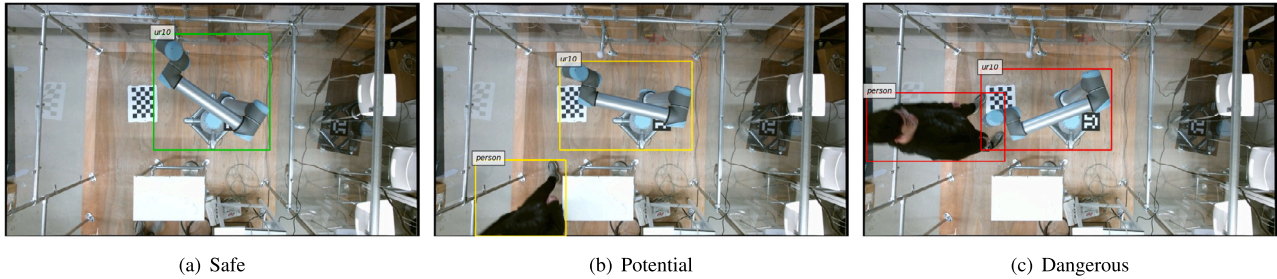 ur10
ur10
person
ur10
person
(a) Safe
(b) Potential
(c) Dangerous